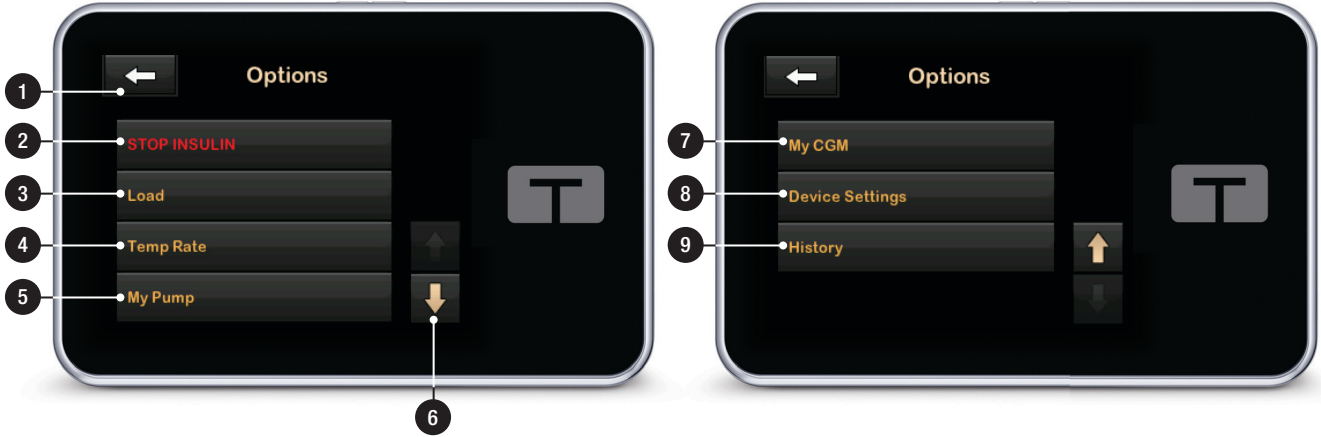 Options
1
2 STOP INSULIN
3 Load
4 Temp Rate
5 My Pump
6
Options
7 My CGM
8 Device Settings
9 History